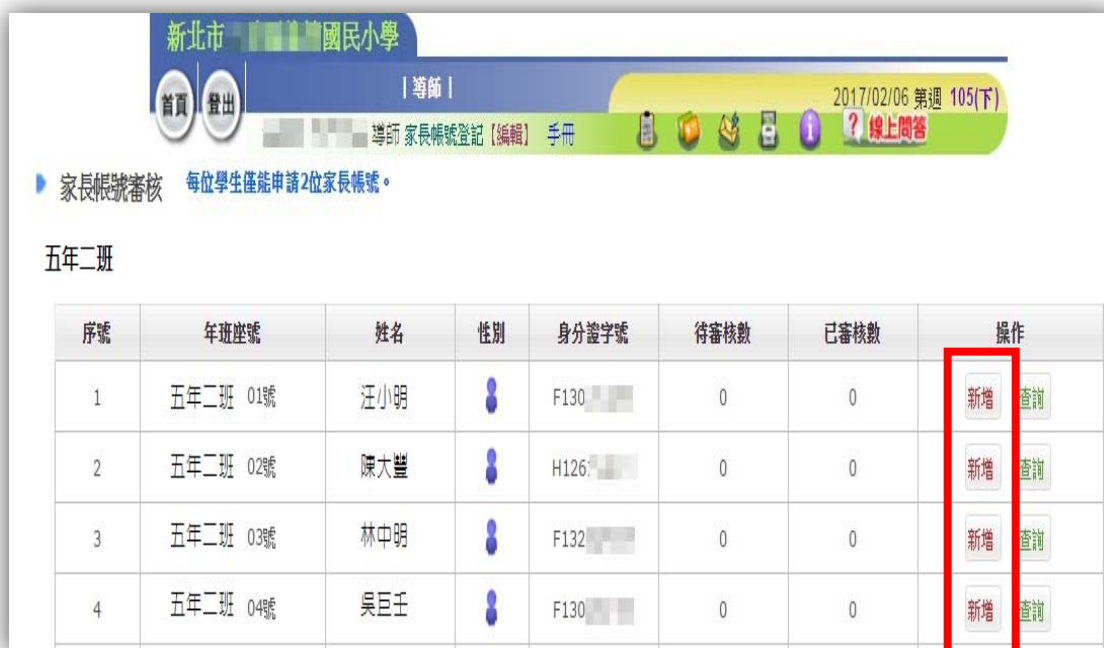 新北市 國民小學
首頁 登出 | 導師 |
2017/02/06 第週 105(下)
導師 家長帳號登記【編輯】 手冊 i ? 線上問答
家長帳號審核 每位學生僅能申請2位家長帳號。
五年二班
序號 年班座號 姓名 性別 身分證字號 待審核數 已審核數 操作
1 五年二班 01號 汪小明 F130 0 0 新增 查詢
2 五年二班 02號 陳大豐 H126 0 0 新增 查詢
3 五年二班 03號 林中明 F132 0 0 新增 查詢
4 五年二班 04號 吳巨壬 F130 0 0 新增 查詢